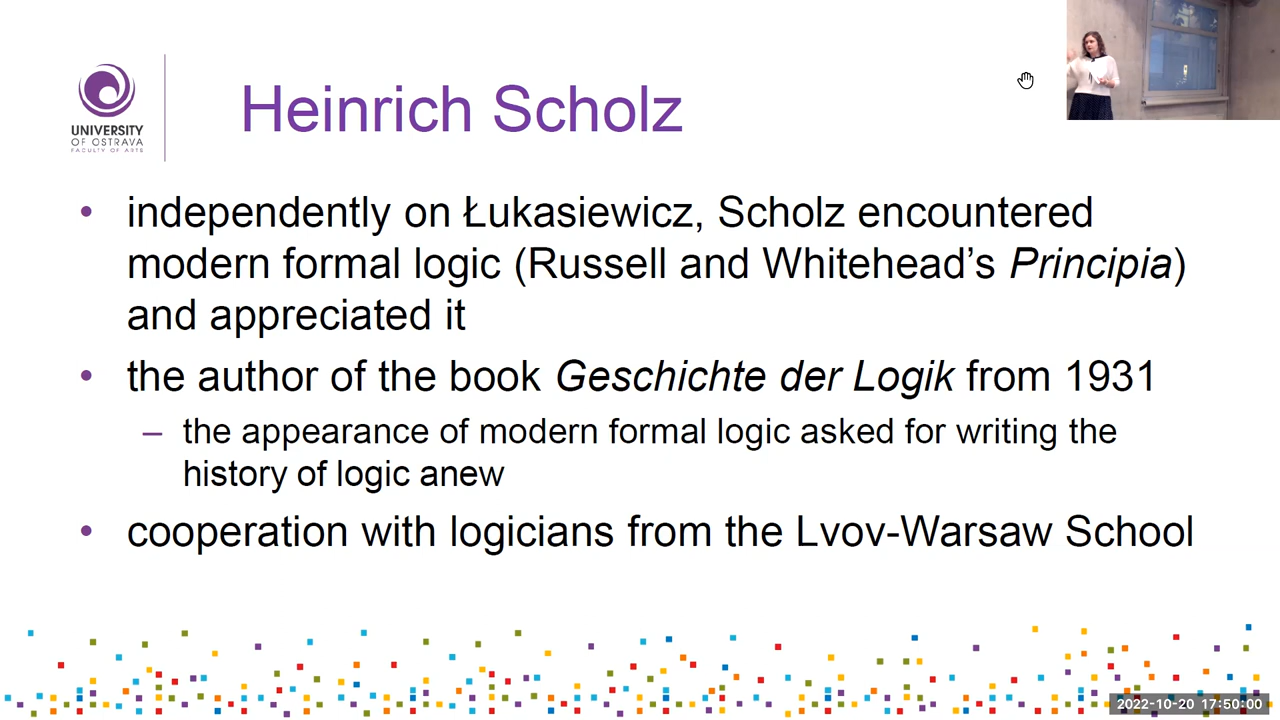 UNIVERSITY
OF OSTRAVA
FACULTY OF ARTS
Heinrich Scholz
• independently on Łukasiewicz, Scholz encountered
modern formal logic (Russell and Whitehead’s Principia)
and appreciated it
• the author of the book Geschichte der Logik from 1931
– the appearance of modern formal logic asked for writing the
history of logic anew
• cooperation with logicians from the Lvov-Warsaw School
2022-10-20 17:50:00